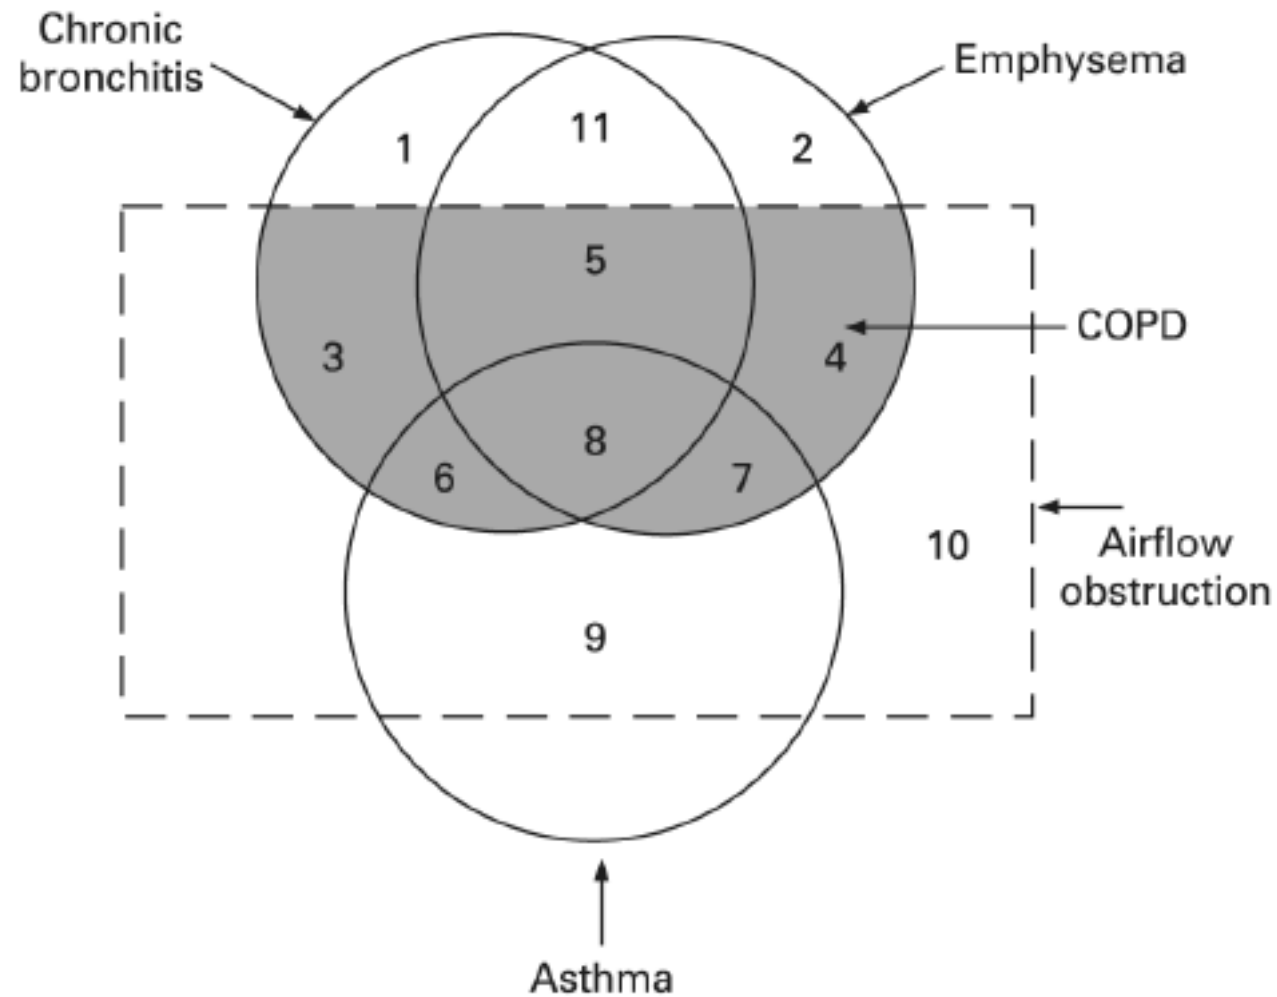 Chronic
bronchitis
Emphysema
1
11
2
5
COPD
3
4
8
6
7
10
Airflow
obstruction
9
Asthma